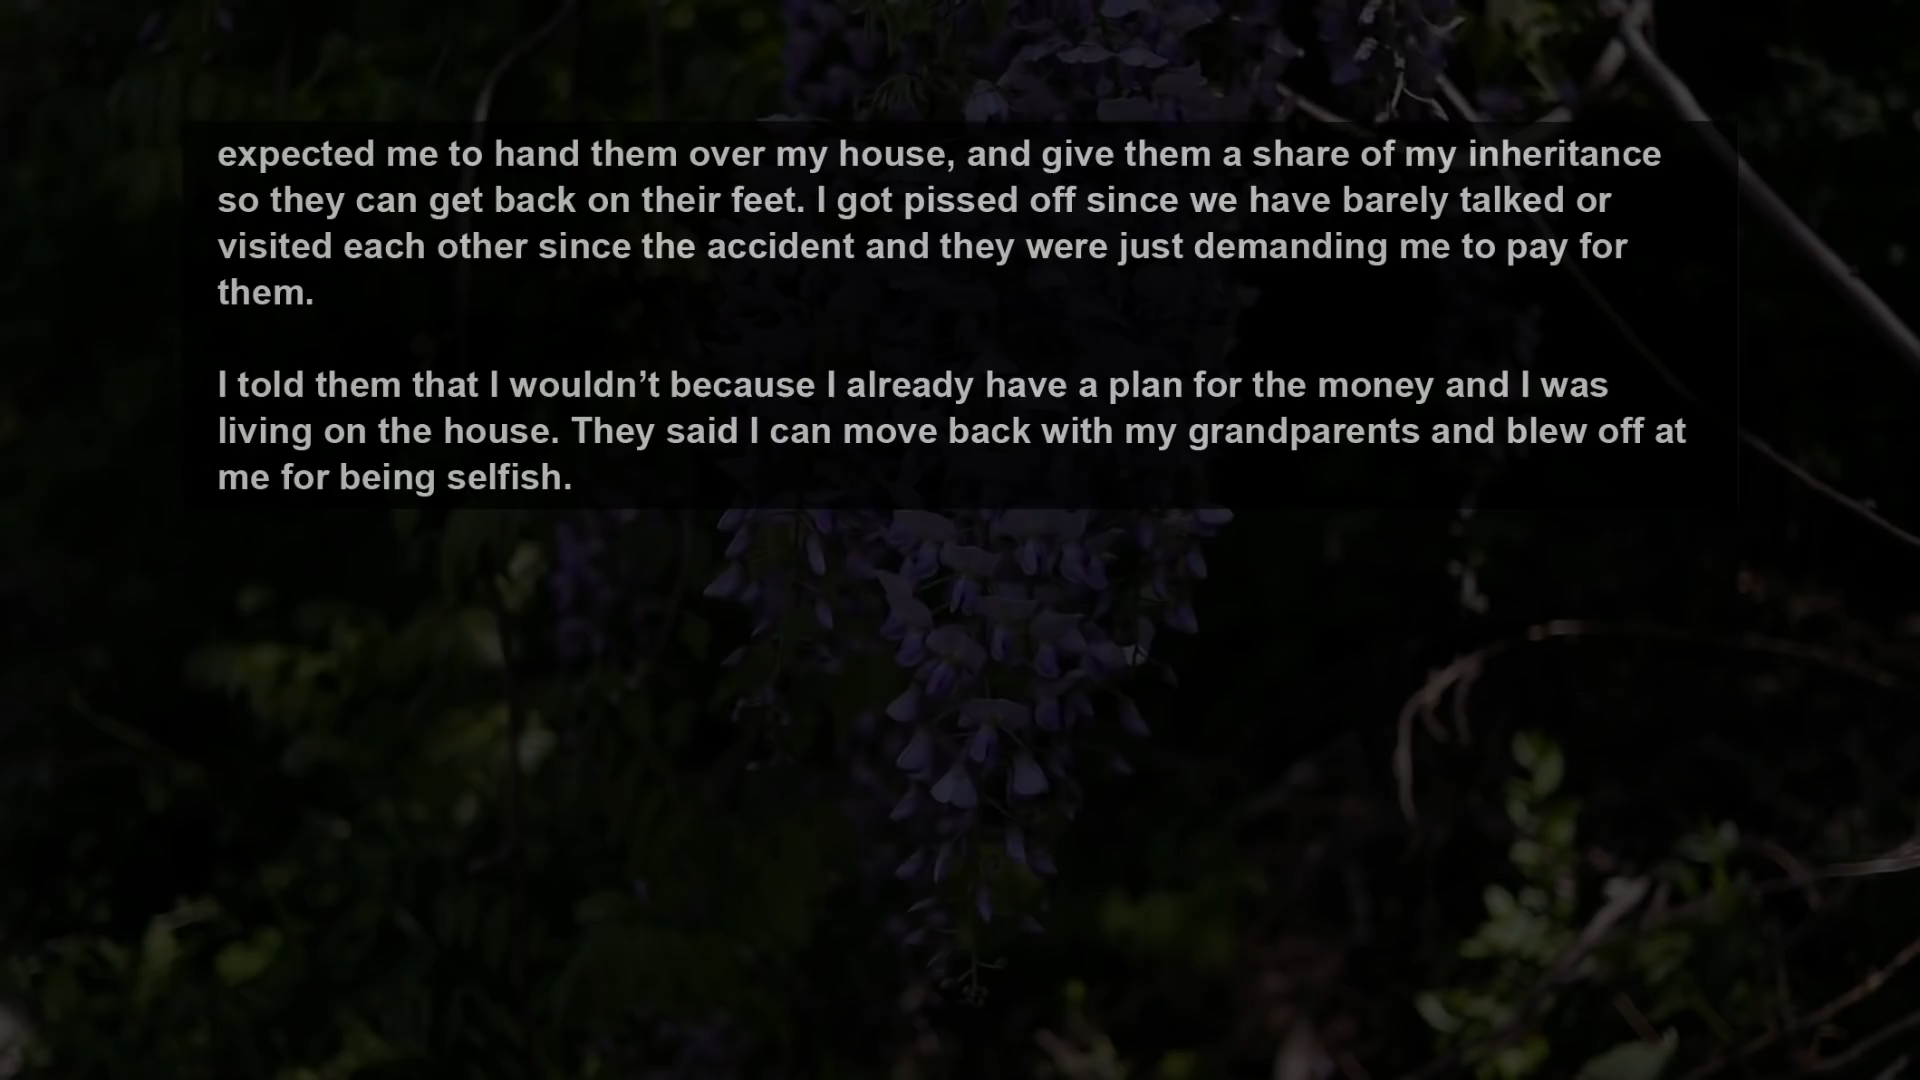 expected me to hand them over my house, and give them a share of my inheritance
so they can get back on their feet. I got pissed off since we have barely talked or
visited each other since the accident and they were just demanding me to pay for
them.
I told them that I wouldn’t because I already have a plan for the money and I was
living on the house. They said I can move back with my grandparents and blew off at
me for being selfish.